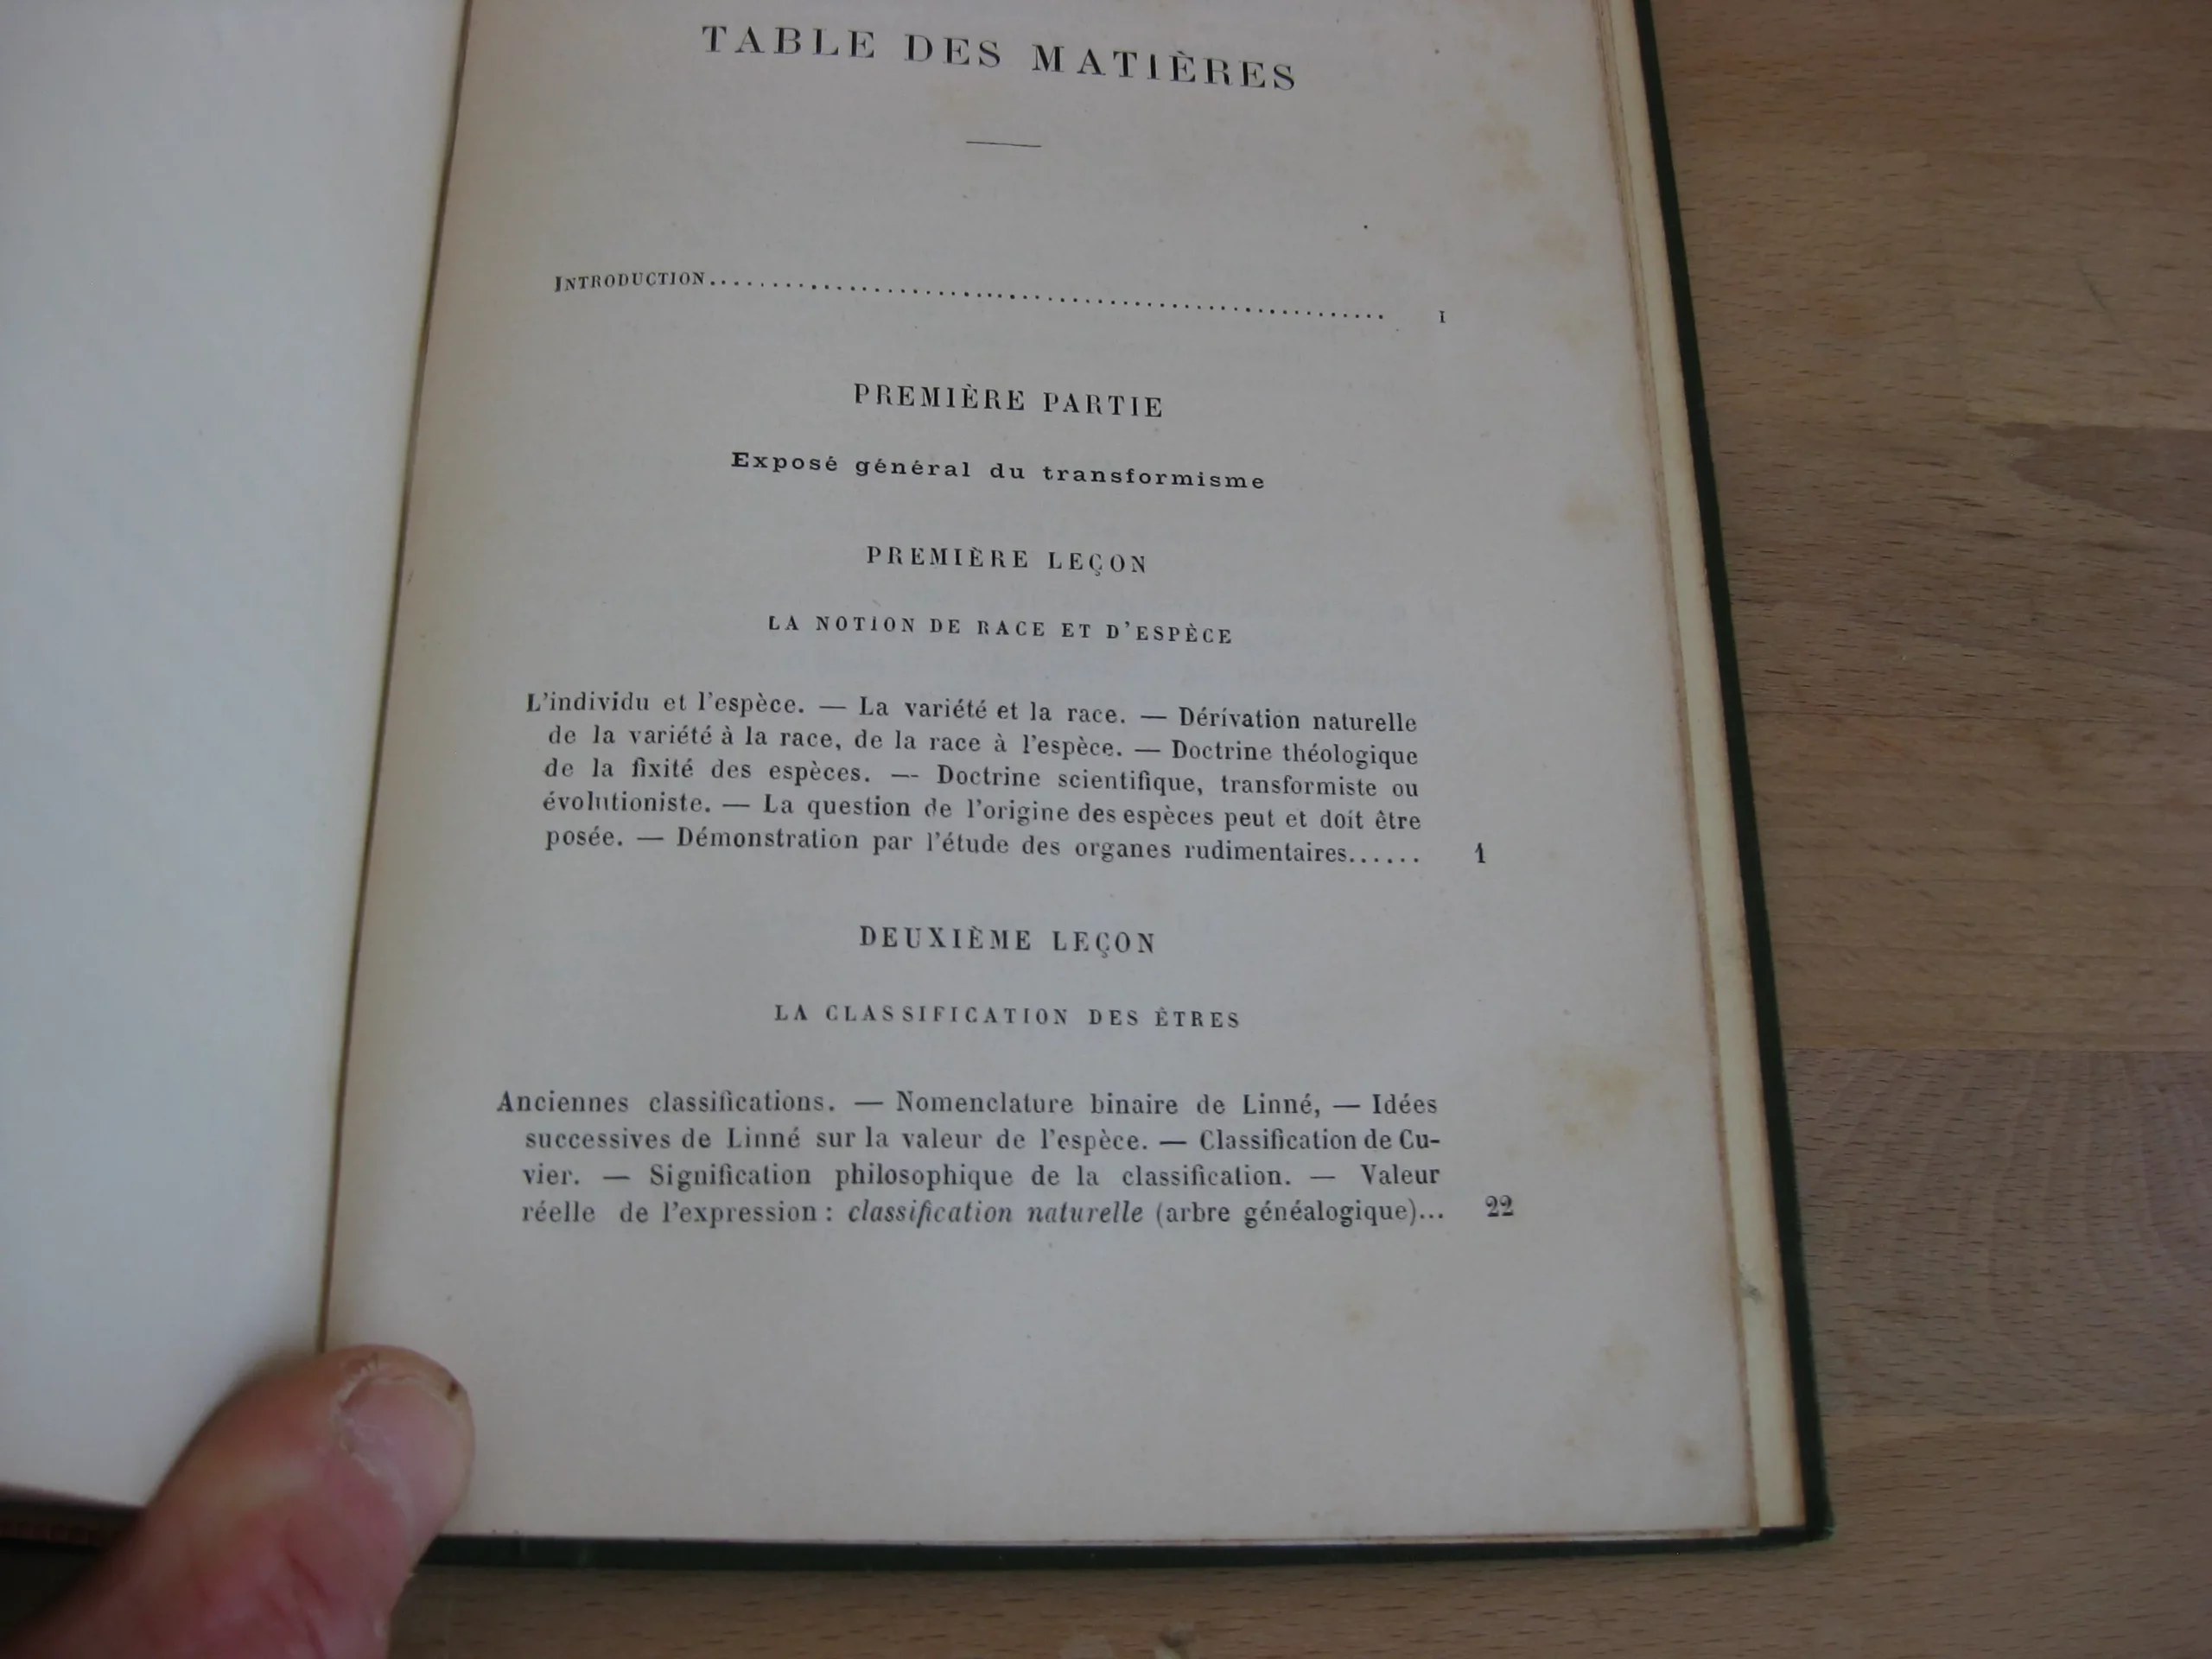 TABLE DES MATIÈRES
INTRODUCTION........................................................ I
PREMIÈRE PARTIE
Exposé général du transformisme
PREMIÈRE LEÇON
LA NOTION DE RACE ET D'ESPÈCE
L'individu et l'espèce. — La variété et la race. — Dérivation naturelle
de la variété à la race, de la race à l'espèce. — Doctrine théologique
de la fixité des espèces. — Doctrine scientifique, transformiste ou
évolutioniste. — La question de l'origine des espèces peut et doit être
posée. — Démonstration par l'étude des organes rudimentaires...... 1
DEUXIÈME LEÇON
LA CLASSIFICATION DES ÊTRES
Anciennes classifications. — Nomenclature binaire de Linné, — Idées
successives de Linné sur la valeur de l'espèce. — Classification de Cu-
vier. — Signification philosophique de la classification. — Valeur
réelle de l'expression : classification naturelle (arbre généalogique)... 22